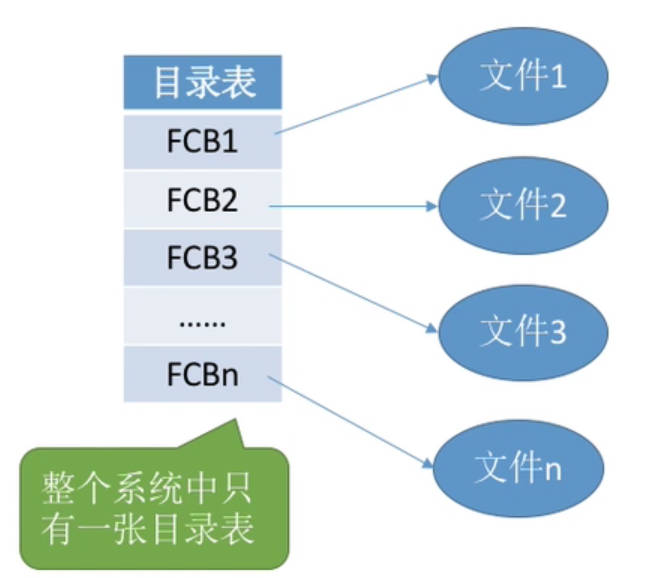 目录表
FCB1
FCB2
FCB3
......
FCBn
文件1
文件2
文件3
文件n
整个系统中只
有一张目录表